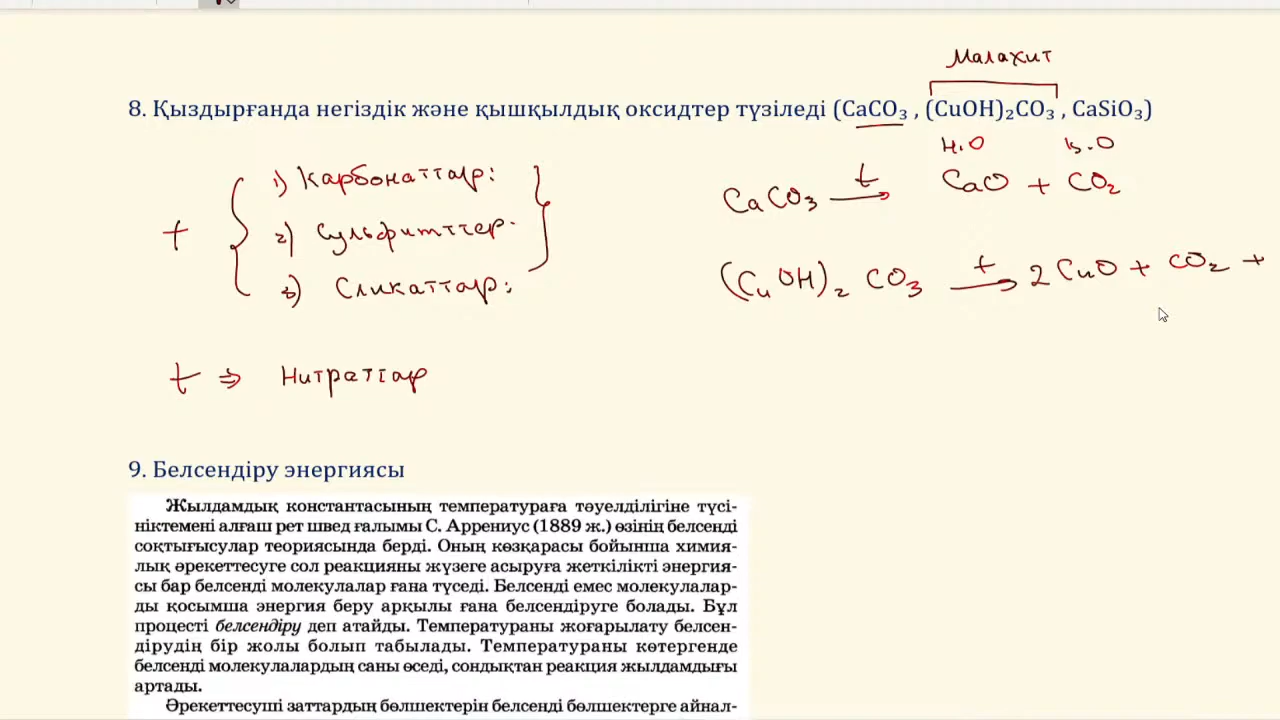 Малахит
8. Қыздырғанда негіздік және қышқылдық оксидтер түзіледі (CaCO₃ , (CuOH)₂CO₃ , CaSiO₃)
Н.О Қ.О
1) Карбонаттар:
CaCO₃ t→ CaO + CO₂
t
2) Сульфиттер.
(CuOH)₂ CO₃ t→ 2 CuO + CO₂ +
3) Сликаттар:
t ⇒ Нитраттар
9. Белсендіру энергиясы
Жылдамдық константасының температураға тәуелділігіне түсі-
ніктемені алғаш рет швед ғалымы С. Аррениус (1889 ж.) өзінің белсенді
соқтығысулар теориясында берді. Оның көзқарасы бойынша химия-
лық әрекеттесуге сол реакцияны жүзеге асыруға жеткілікті энергия-
сы бар белсенді молекулалар ғана түседі. Белсенді емес молекулалар-
ды қосымша энергия беру арқылы ғана белсендіруге болады. Бұл
процесті белсендіру деп атайды. Температураны жоғарылату белсен-
дірудің бір жолы болып табылады. Температураны көтергенде
белсенді молекулалардың саны өседі, сондықтан реакция жылдамдығы
артады.
Әрекеттесуші заттардың бөлшектерін белсенді бөлшектерге айнал-